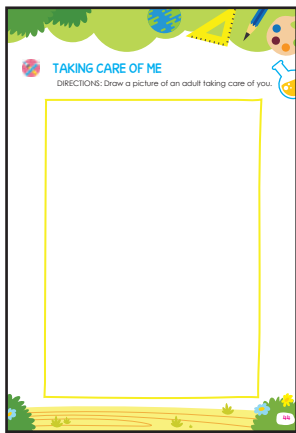 TAKING CARE OF ME
DIRECTIONS: Draw a picture of an adult taking care of you.
44